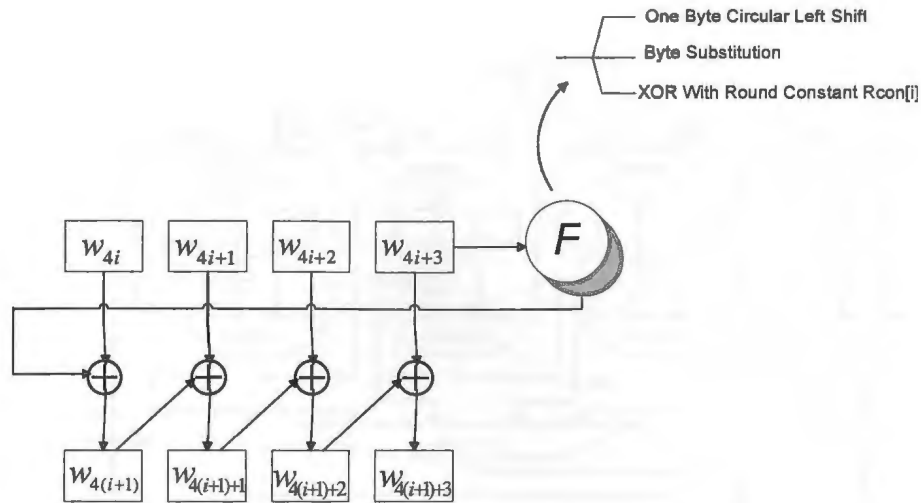 One Byte Circular Left Shift
Byte Substitution
XOR With Round Constant Rcon[i]
F
w4i
w4i+1
w4i+2
w4i+3
w4(i+1)
w4(i+1)+1
w4(i+1)+2
w4(i+1)+3